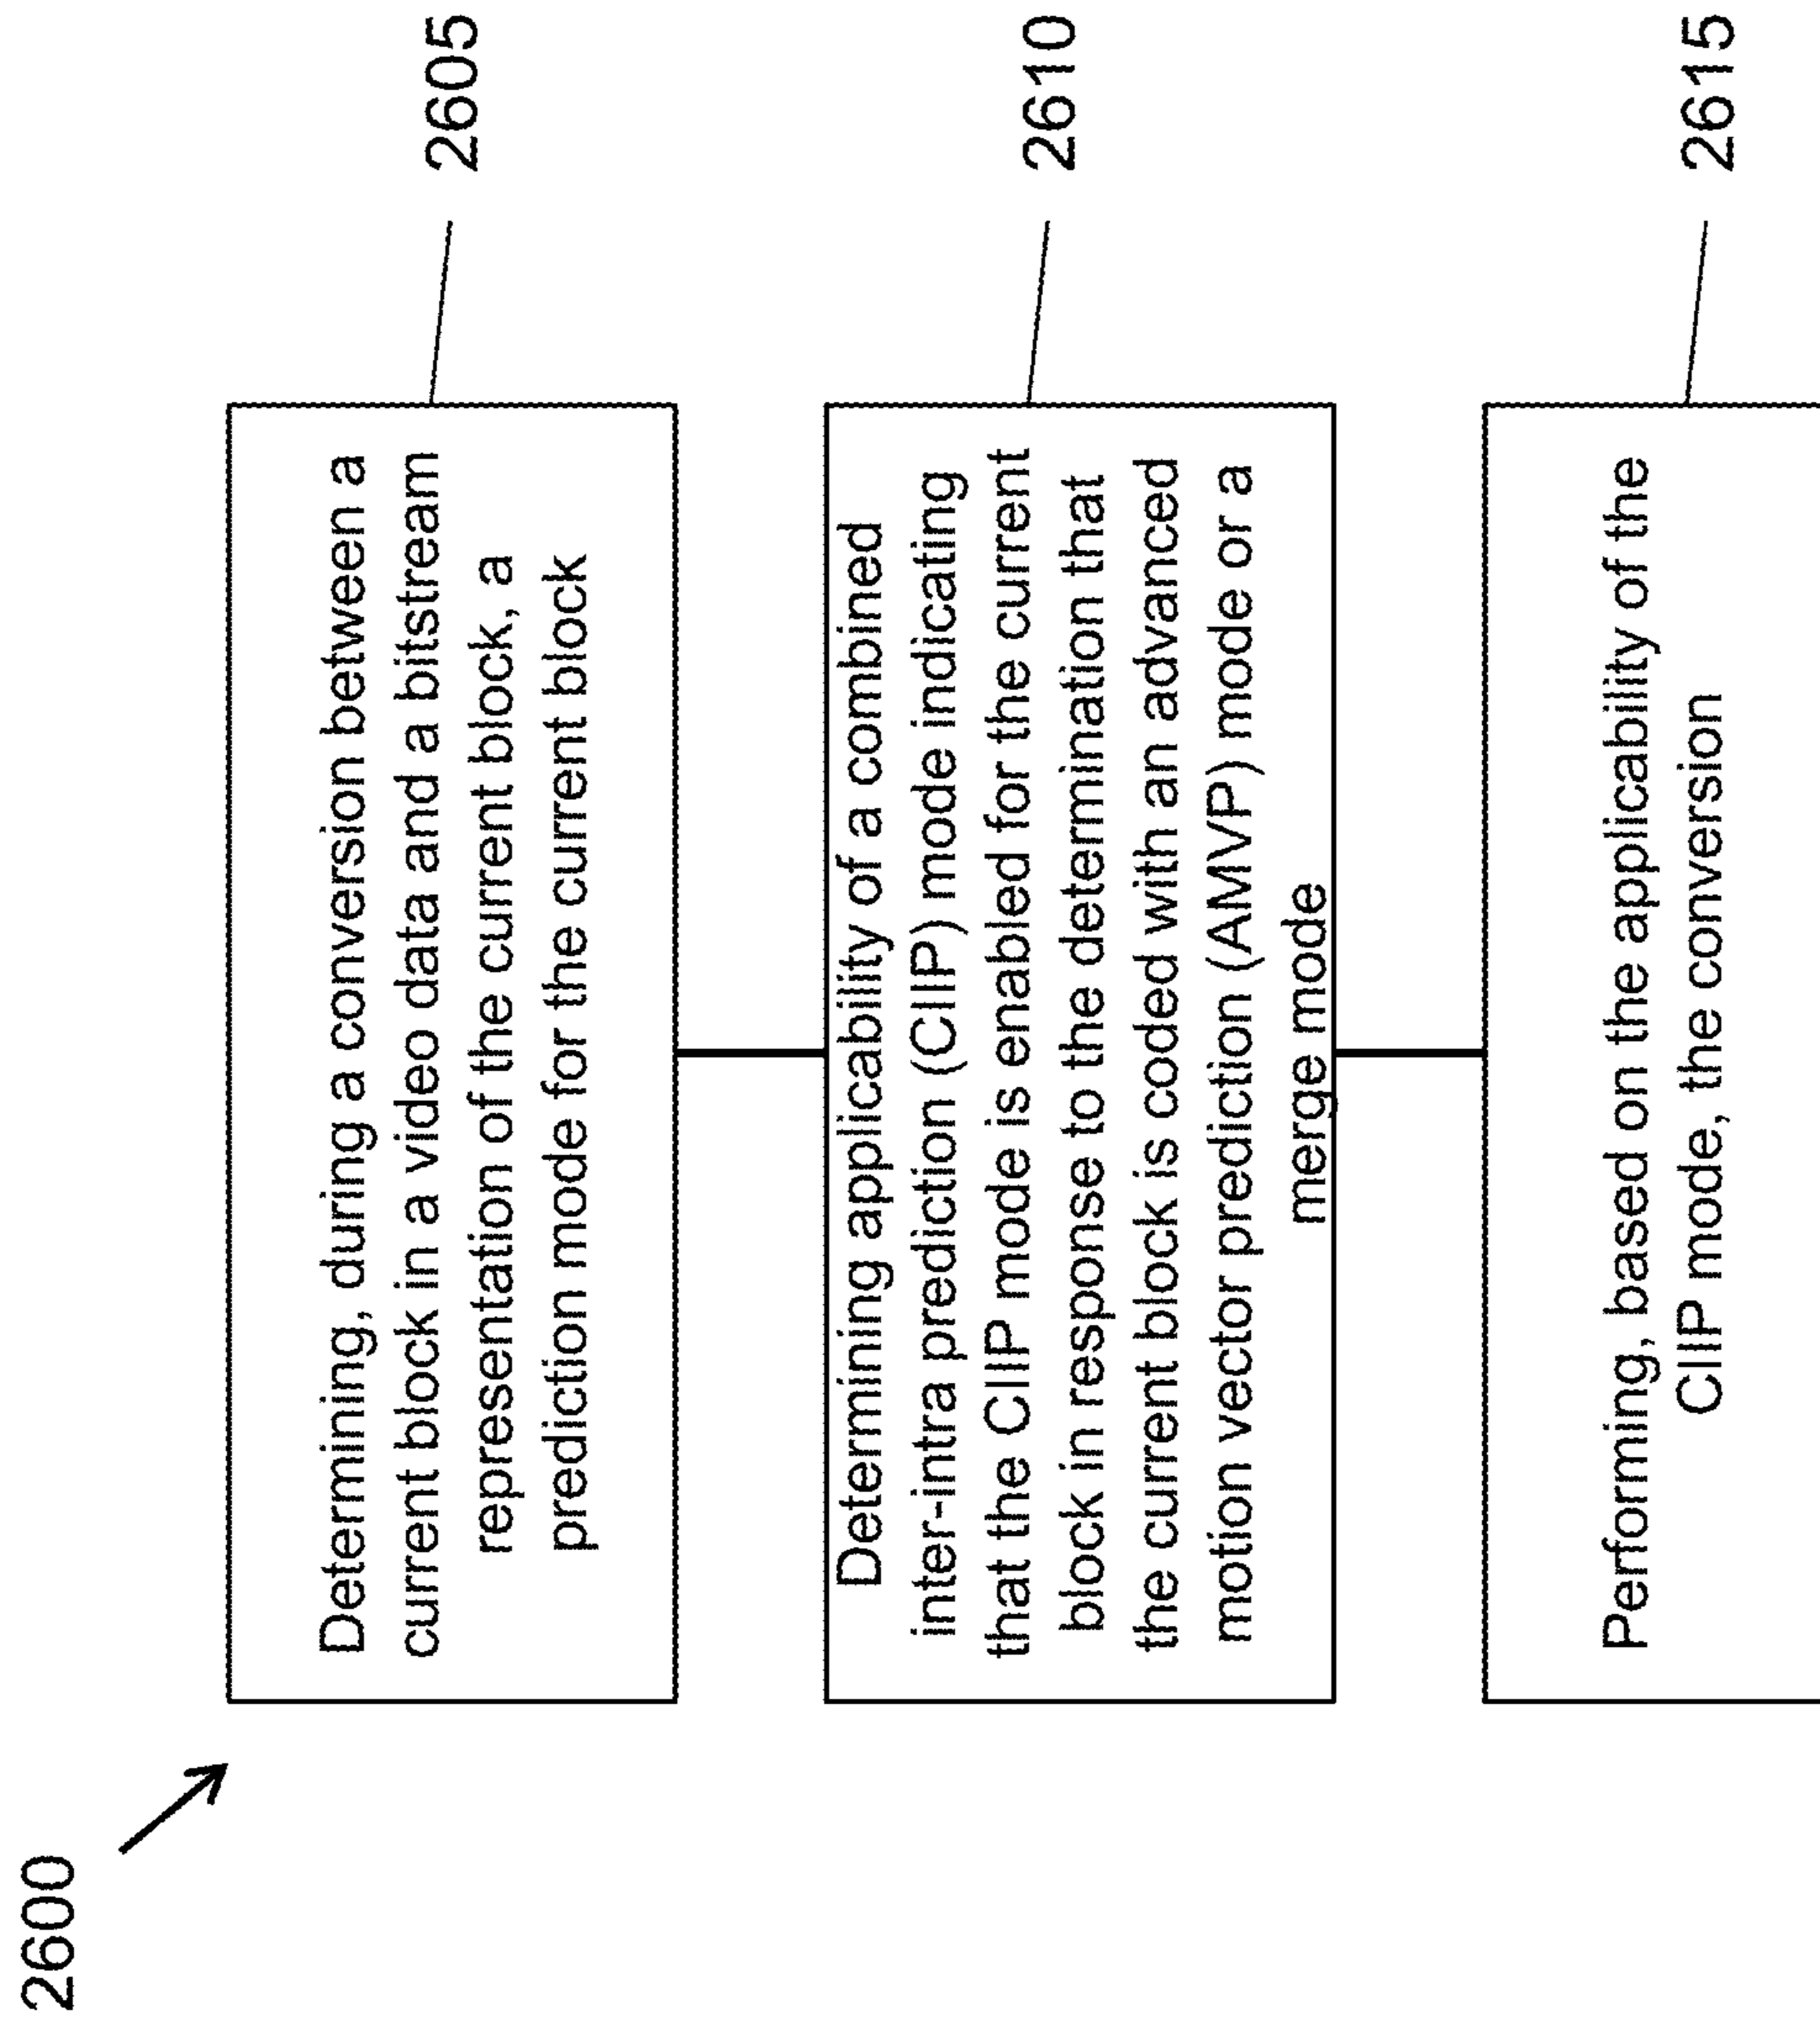 2600
Determining, during a conversion between a
current block in a video data and a bitstream
representation of the current block, a
prediction mode for the current block
2605
Determining applicability of a combined
inter-intra prediction (CIIP) mode indicating
that the CIIP mode is enabled for the current
block in response to the determination that
the current block is coded with an advanced
motion vector prediction (AMVP) mode or a
merge mode
2610
Performing, based on the applicability of the
CIIP mode, the conversion
2615